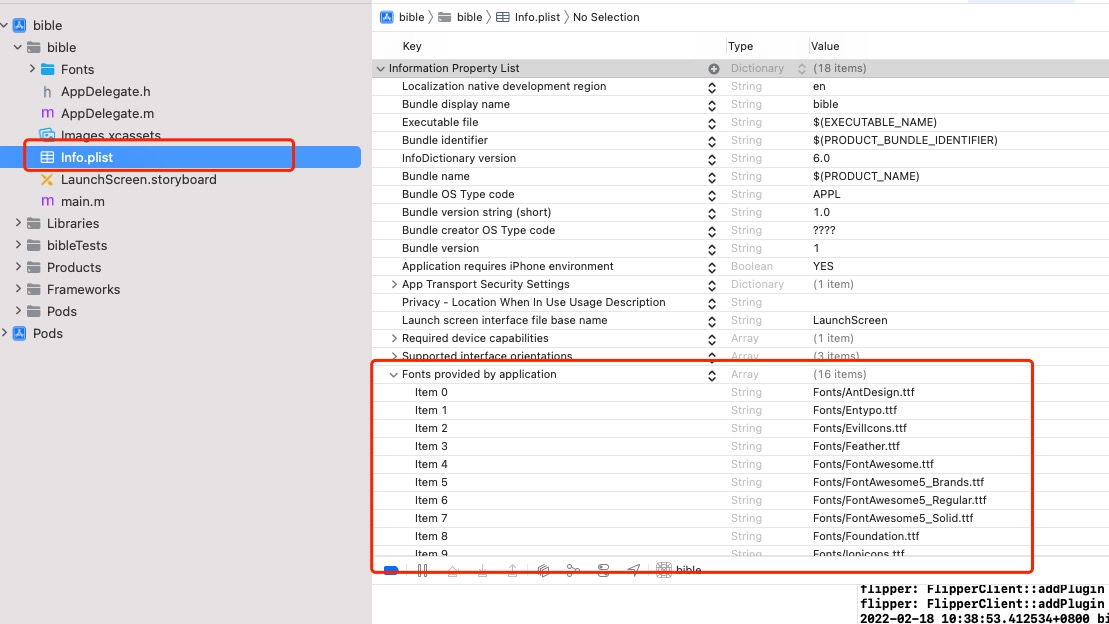 bible
bible
Fonts
h AppDelegate.h
m AppDelegate.m
Images.xcassets
Info.plist
LaunchScreen.storyboard
m main.m
Libraries
bibleTests
Products
Frameworks
Pods
Pods
bible 〉 bible 〉 Info.plist 〉 No Selection
Key Type Value
Information Property List Dictionary (18 items)
Localization native development region String en
Bundle display name String bible
Executable file String $(EXECUTABLE_NAME)
Bundle identifier String $(PRODUCT_BUNDLE_IDENTIFIER)
InfoDictionary version String 6.0
Bundle name String $(PRODUCT_NAME)
Bundle OS Type code String APPL
Bundle version string (short) String 1.0
Bundle creator OS Type code String ????
Bundle version String 1
Application requires iPhone environment Boolean YES
App Transport Security Settings Dictionary (1 item)
Privacy - Location When In Use Usage Description String
Launch screen interface file base name String LaunchScreen
Required device capabilities Array (1 item)
Supported interface orientations Array (3 items)
Fonts provided by application Array (16 items)
Item 0 String Fonts/AntDesign.ttf
Item 1 String Fonts/Entypo.ttf
Item 2 String Fonts/EvilIcons.ttf
Item 3 String Fonts/Feather.ttf
Item 4 String Fonts/FontAwesome.ttf
Item 5 String Fonts/FontAwesome5_Brands.ttf
Item 6 String Fonts/FontAwesome5_Regular.ttf
Item 7 String Fonts/FontAwesome5_Solid.ttf
Item 8 String Fonts/Foundation.ttf
Item 9 String Fonts/Ionicons.ttf
bible
flipper: FlipperClient::addPlugin
flipper: FlipperClient::addPlugin
2022-02-18 10:38:53.412534+0800 bi